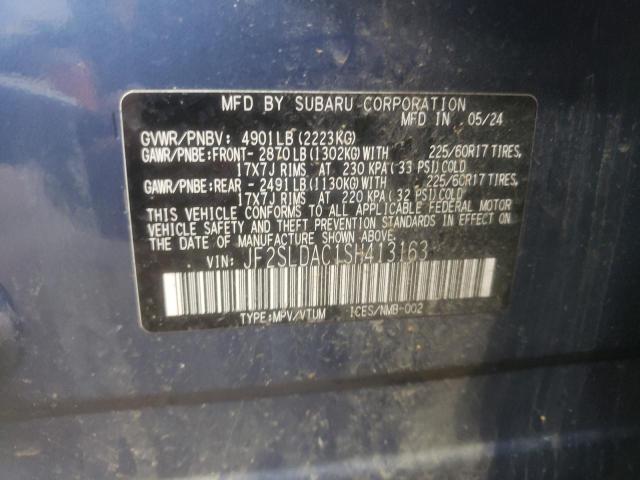 MFD BY SUBARU CORPORATION
MFD IN 05/24
GVWR/PNBV: 4901LB (2223KG)
GAWR/PNBE:FRONT- 2870LB (1302KG)WITH 225/60R17 TIRES,
17X7J RIMS AT 230 KPA (33 PSI)COLD
GAWR/PNBE:REAR - 2491LB(1130KG)WITH 225/60R17 TIRES,
17X7J RIMS AT 220 KPA (32 PSI)COLD
THIS VEHICLE CONFORMS TO ALL APPLICABLE FEDERAL MOTOR
VEHICLE SAFETY AND THEFT PREVENTION STANDARDS IN EFFECT ON
THE DATE OF MANUFACTURE SHOWN ABOVE.
VIN: JF2SLDAC1SH413163
TYPE:MPV/VTUM ICES/NMB-002